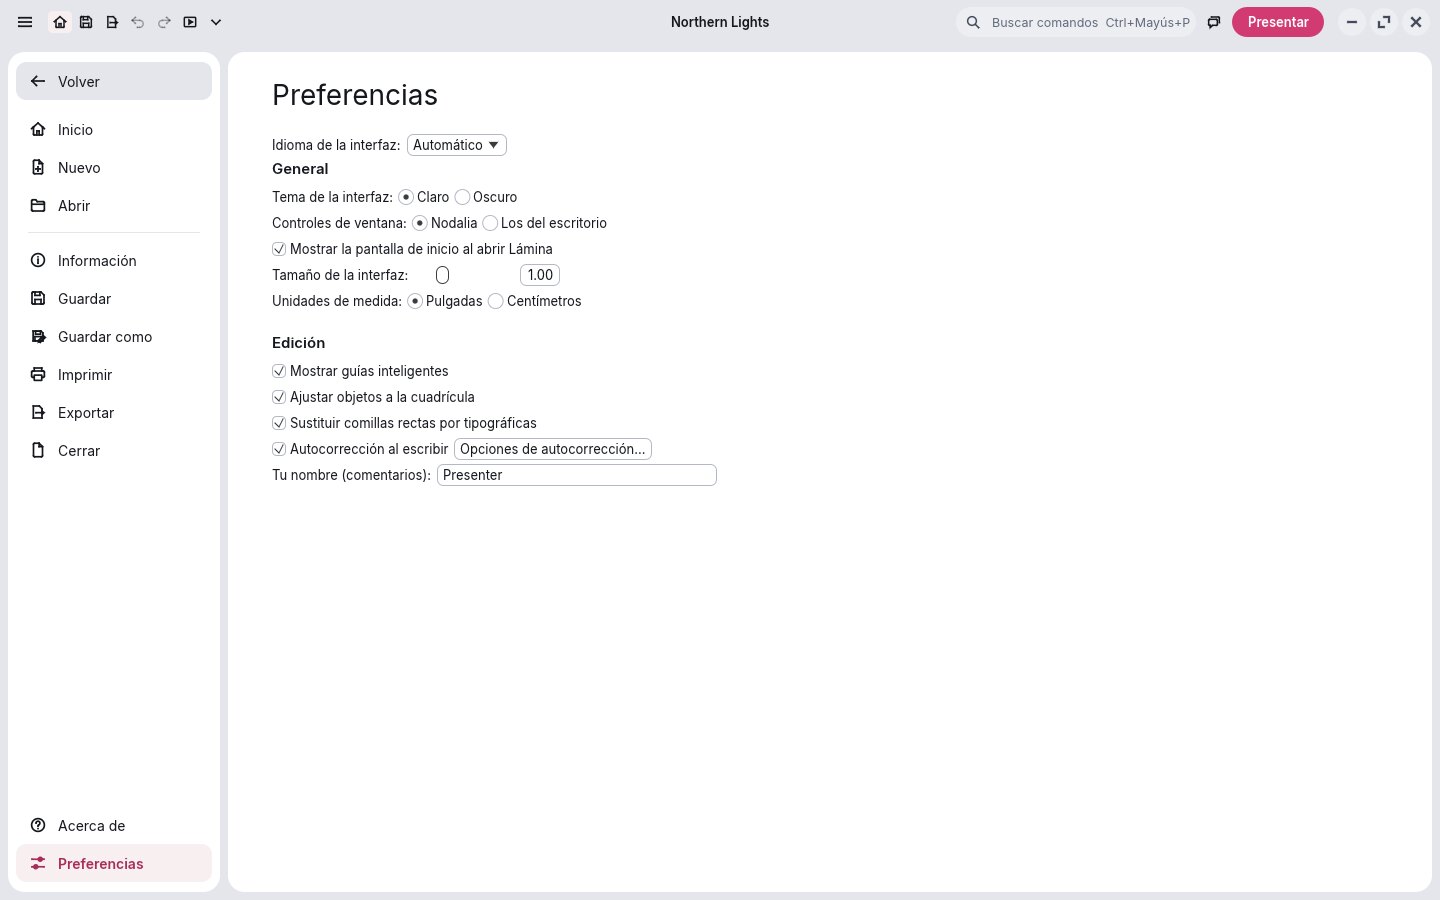 Northern Lights
Buscar comandos Ctrl+Mayús+P
Presentar
Volver
Inicio
Nuevo
Abrir
Información
Guardar
Guardar como
Imprimir
Exportar
Cerrar
Acerca de
Preferencias
Preferencias
Idioma de la interfaz: Automático
General
Tema de la interfaz: Claro Oscuro
Controles de ventana: Nodalia Los del escritorio
Mostrar la pantalla de inicio al abrir Lámina
Tamaño de la interfaz: 1.00
Unidades de medida: Pulgadas Centímetros
Edición
Mostrar guías inteligentes
Ajustar objetos a la cuadrícula
Sustituir comillas rectas por tipográficas
Autocorrección al escribir Opciones de autocorrección...
Tu nombre (comentarios): Presenter